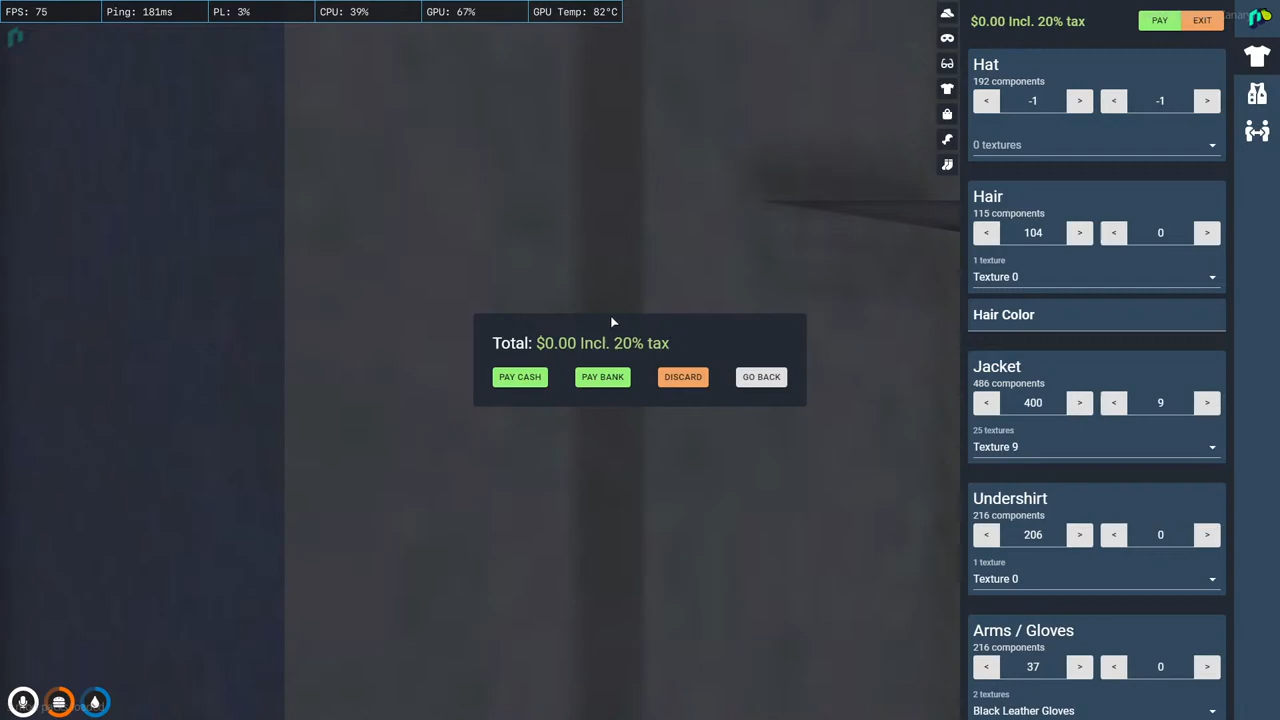 FPS: 75
Ping: 181ms
PL: 3%
CPU: 39%
GPU: 67%
GPU Temp: 82°C
$0.00 Incl. 20% tax
PAY
EXIT
Hat
192 components
< -1 > < -1 >
0 textures
Hair
115 components
< 104 > < 0 >
1 texture
Texture 0
Hair Color
Total: $0.00 Incl. 20% tax
PAY CASH
PAY BANK
DISCARD
GO BACK
Jacket
486 components
< 400 > < 9 >
25 textures
Texture 9
Undershirt
216 components
< 206 > < 0 >
1 texture
Texture 0
Arms / Gloves
216 components
< 37 > < 0 >
2 textures
Black Leather Gloves